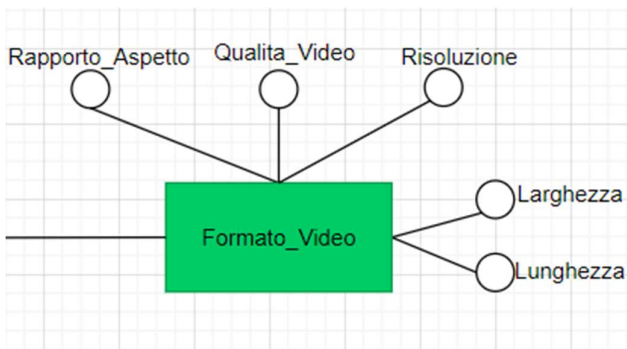 Rapporto_Aspetto
Qualita_Video
Risoluzione
Larghezza
Formato_Video
Lunghezza